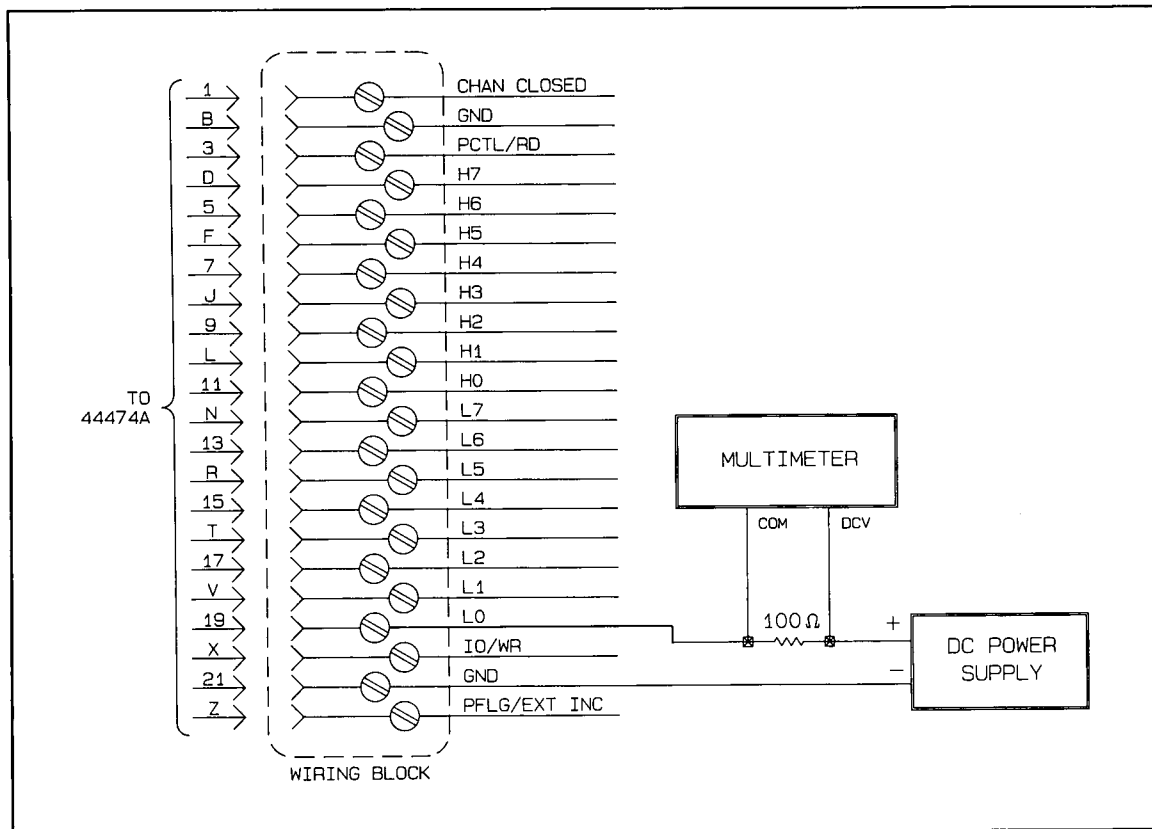 1 CHAN CLOSED
B GND
3 PCTL/RD
D H7
5 H6
F H5
7 H4
J H3
9 H2
L H1
11 H0
TO
44474A
N L7
13 L6
R L5
15 L4
T L3
17 L2
V L1
19 L0
X IO/WR
21 GND
Z PFLG/EXT INC
WIRING BLOCK
MULTIMETER
COM DCV
100Ω
+
−
DC POWER
SUPPLY